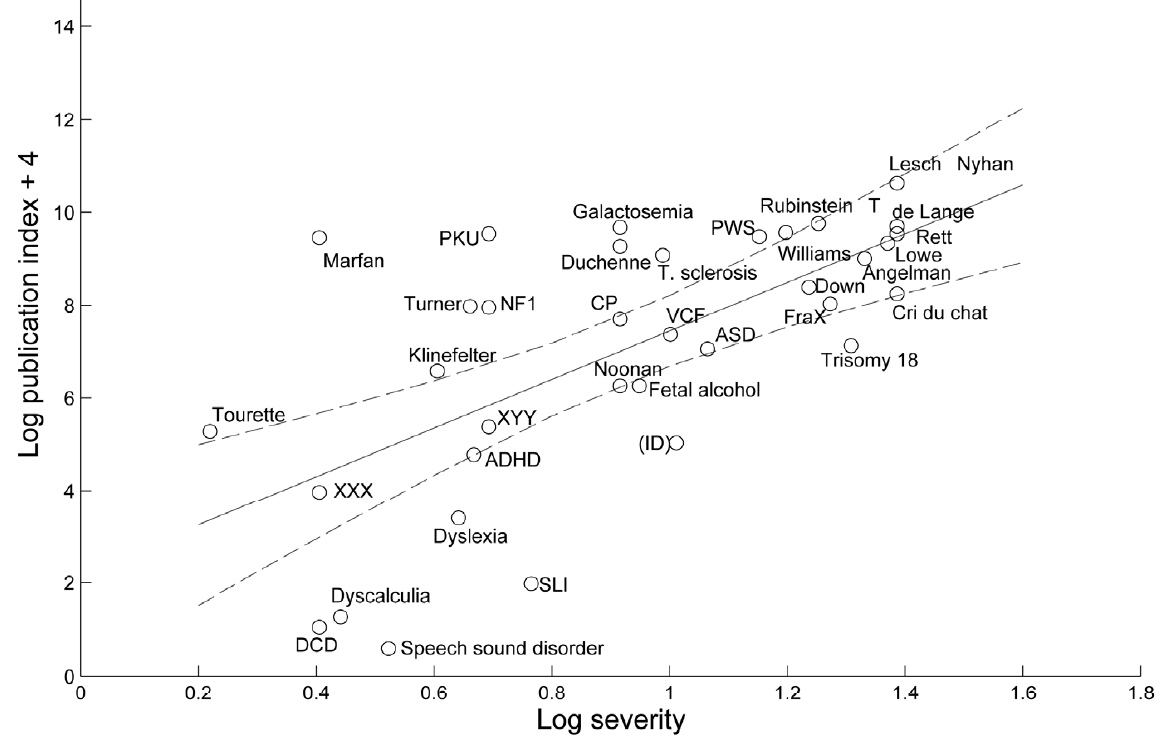 14
12
10
8
6
4
2
0
Log publication index + 4
Lesch Nyhan
Galactosemia
Rubinstein T
de Lange
PKU
PWS
Rett
Marfan
Duchenne
Williams
Lowe
T. sclerosis
Angelman
Down
Turner
NF1
CP
VCF
FraX
Cri du chat
ASD
Klinefelter
Trisomy 18
Noonan
Fetal alcohol
Tourette
XYY
(ID)
ADHD
XXX
Dyslexia
SLI
Dyscalculia
DCD
Speech sound disorder
0 0.2 0.4 0.6 0.8 1 1.2 1.4 1.6 1.8
Log severity